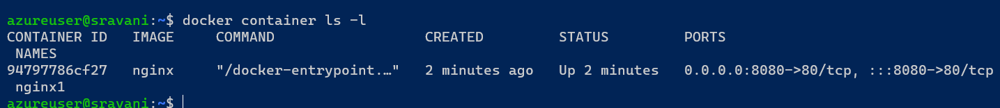 azureuser@sravani:~$ docker container ls -l
CONTAINER ID   IMAGE     COMMAND                  CREATED         STATUS         PORTS
 NAMES
94797786cf27   nginx     "/docker-entrypoint.…"   2 minutes ago   Up 2 minutes   0.0.0.0:8080->80/tcp, :::8080->80/tcp
 nginx1
azureuser@sravani:~$